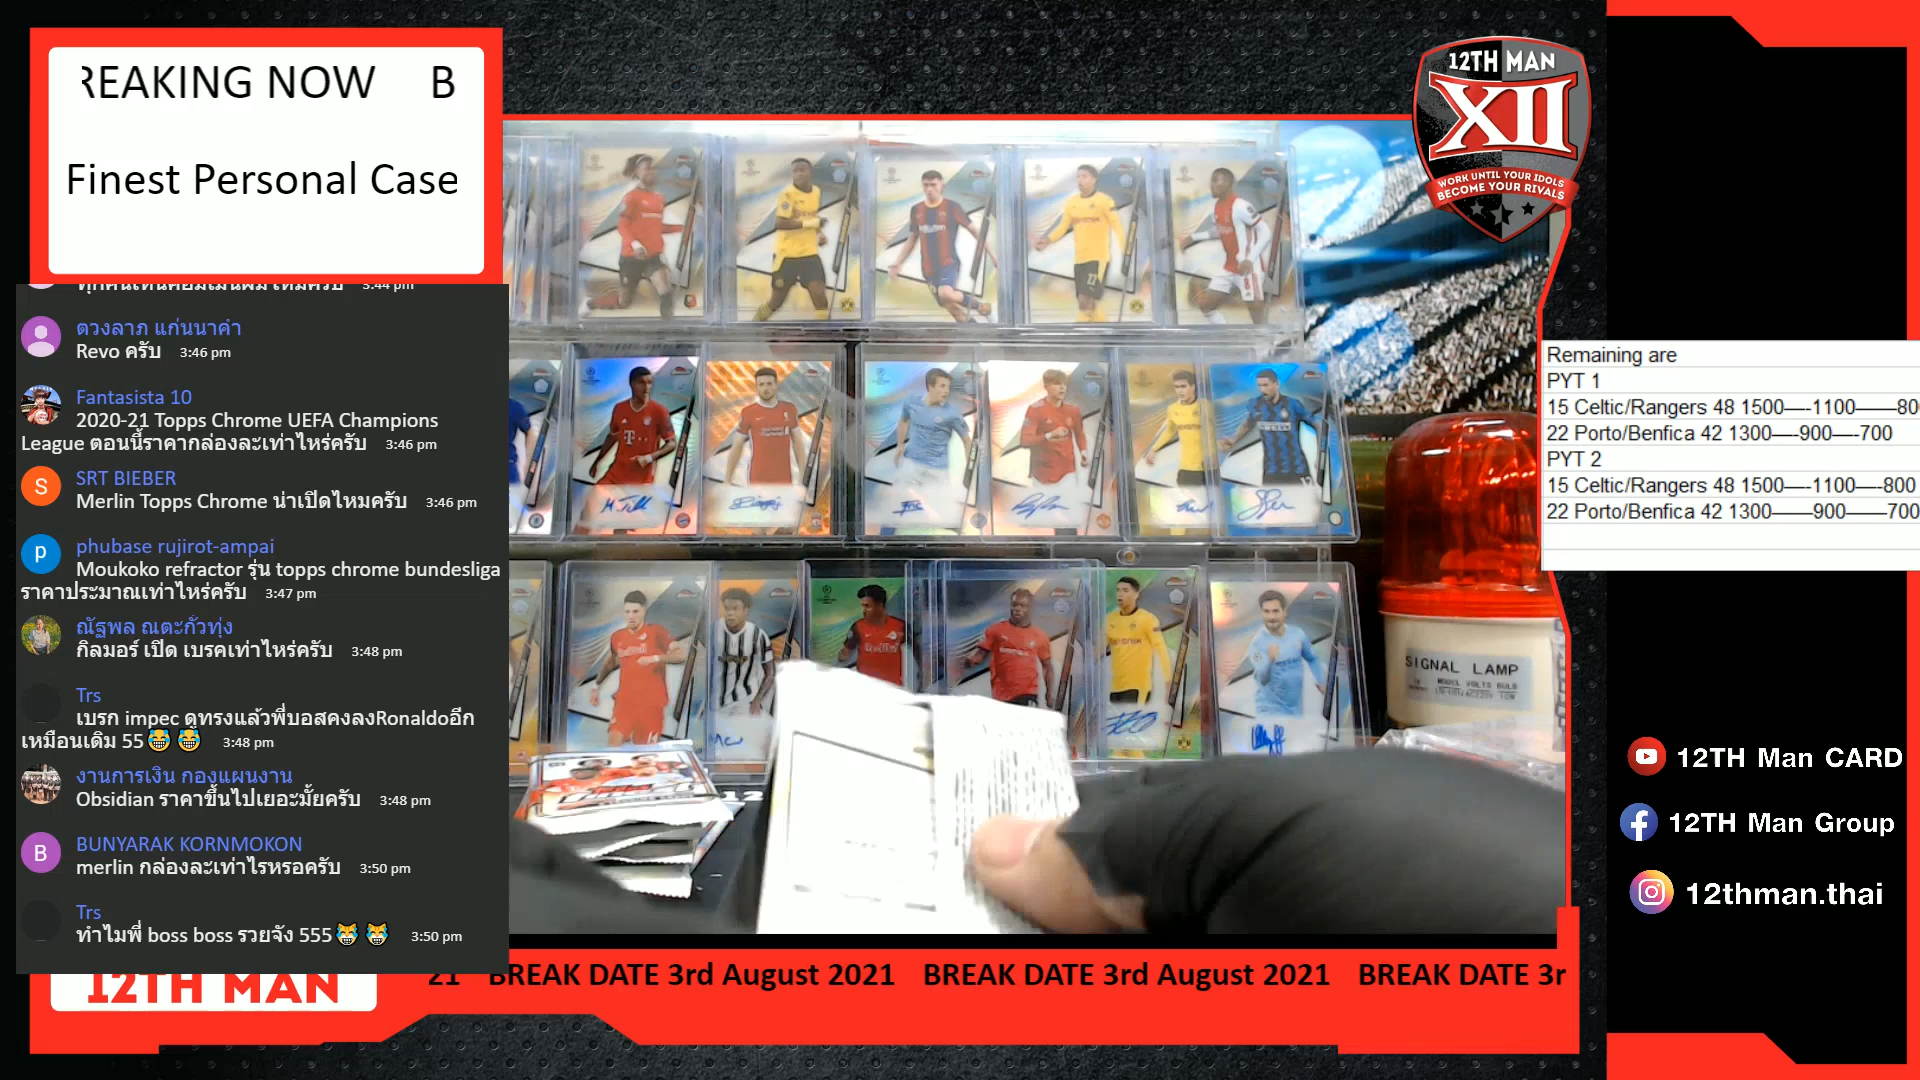 REAKING NOW B
Finest Personal Case
3:44 pm
ตวงลาภ แก่นนาคำ
Revo ครับ 3:46 pm
Fantasista 10
2020-21 Topps Chrome UEFA Champions
League ตอนนี้ราคากล่องละเท่าไหร่ครับ 3:46 pm
S
SRT BIEBER
Merlin Topps Chrome น่าเปิดไหมครับ 3:46 pm
p
phubase rujirot-ampai
Moukoko refractor รุ่น topps chrome bundesliga
ราคาประมาณเท่าไหร่ครับ 3:47 pm
ณัฐพล ณตะกั่วทุ่ง
กิลมอร์ เปิด เบรคเท่าไหร่ครับ 3:48 pm
Trs
เบรก impec ดูทรงแล้วพี่บอสคงลงRonaldoอีก
เหมือนเดิม 55😹 😹 3:48 pm
งานการเงิน กองแผนงาน
Obsidian ราคาขึ้นไปเยอะมั้ยครับ 3:48 pm
B
BUNYARAK KORNMOKON
merlin กล่องละเท่าไรหรอครับ 3:50 pm
Trs
ทำไมพี่ boss boss รวยจัง 555😹 😹 3:50 pm
12TH MAN
21 BREAK DATE 3rd August 2021 BREAK DATE 3rd August 2021 BREAK DATE 3r
12TH MAN
XII
WORK UNTIL YOUR IDOLS
BECOME YOUR RIVALS
SIGNAL LAMP
MODEL VOLTS BULB
Remaining are
PYT 1
15 Celtic/Rangers 48 1500—-1100——80
22 Porto/Benfica 42 1300—-900—-700
PYT 2
15 Celtic/Rangers 48 1500—-1100—-800
22 Porto/Benfica 42 1300——900——700
12TH Man CARD
12TH Man Group
12thman.thai